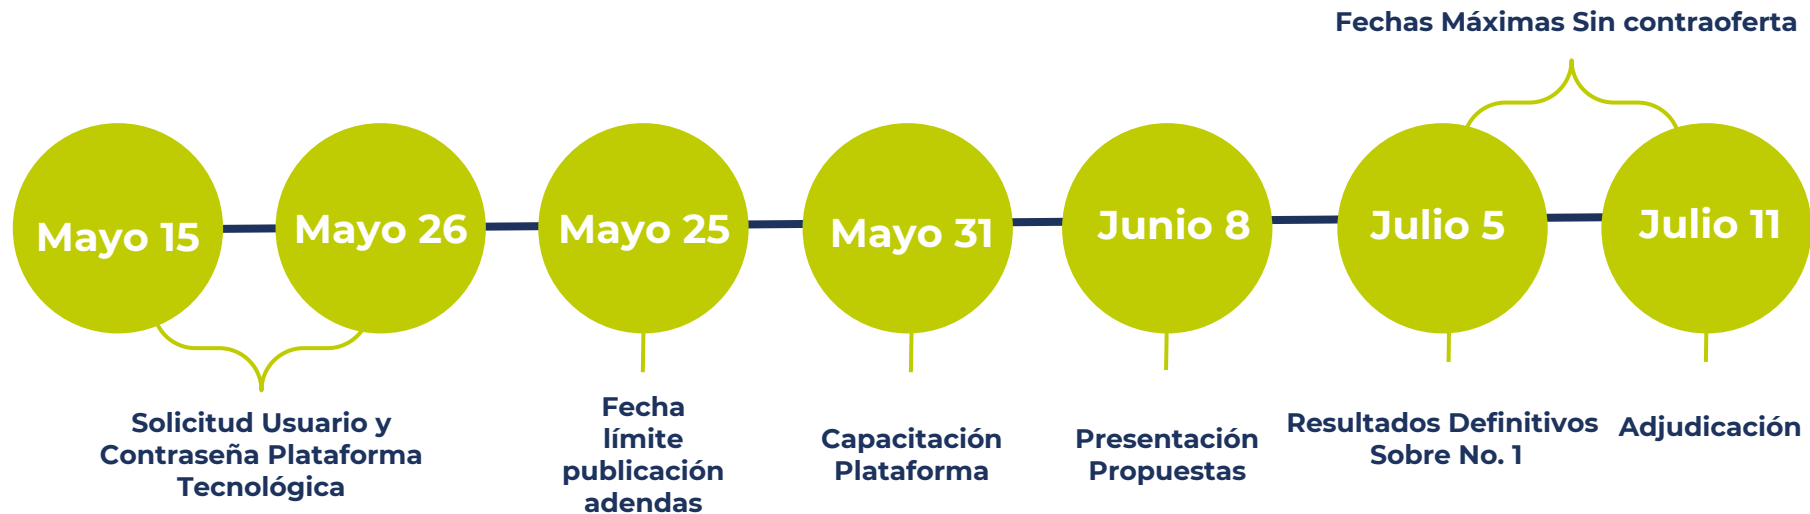 Fechas Máximas Sin contraoferta
Mayo 15
Mayo 26
Mayo 25
Mayo 31
Junio 8
Julio 5
Julio 11
Solicitud Usuario y
Contraseña Plataforma
Tecnológica
Fecha
límite
publicación
adendas
Capacitación
Plataforma
Presentación
Propuestas
Resultados Definitivos
Sobre No. 1
Adjudicación